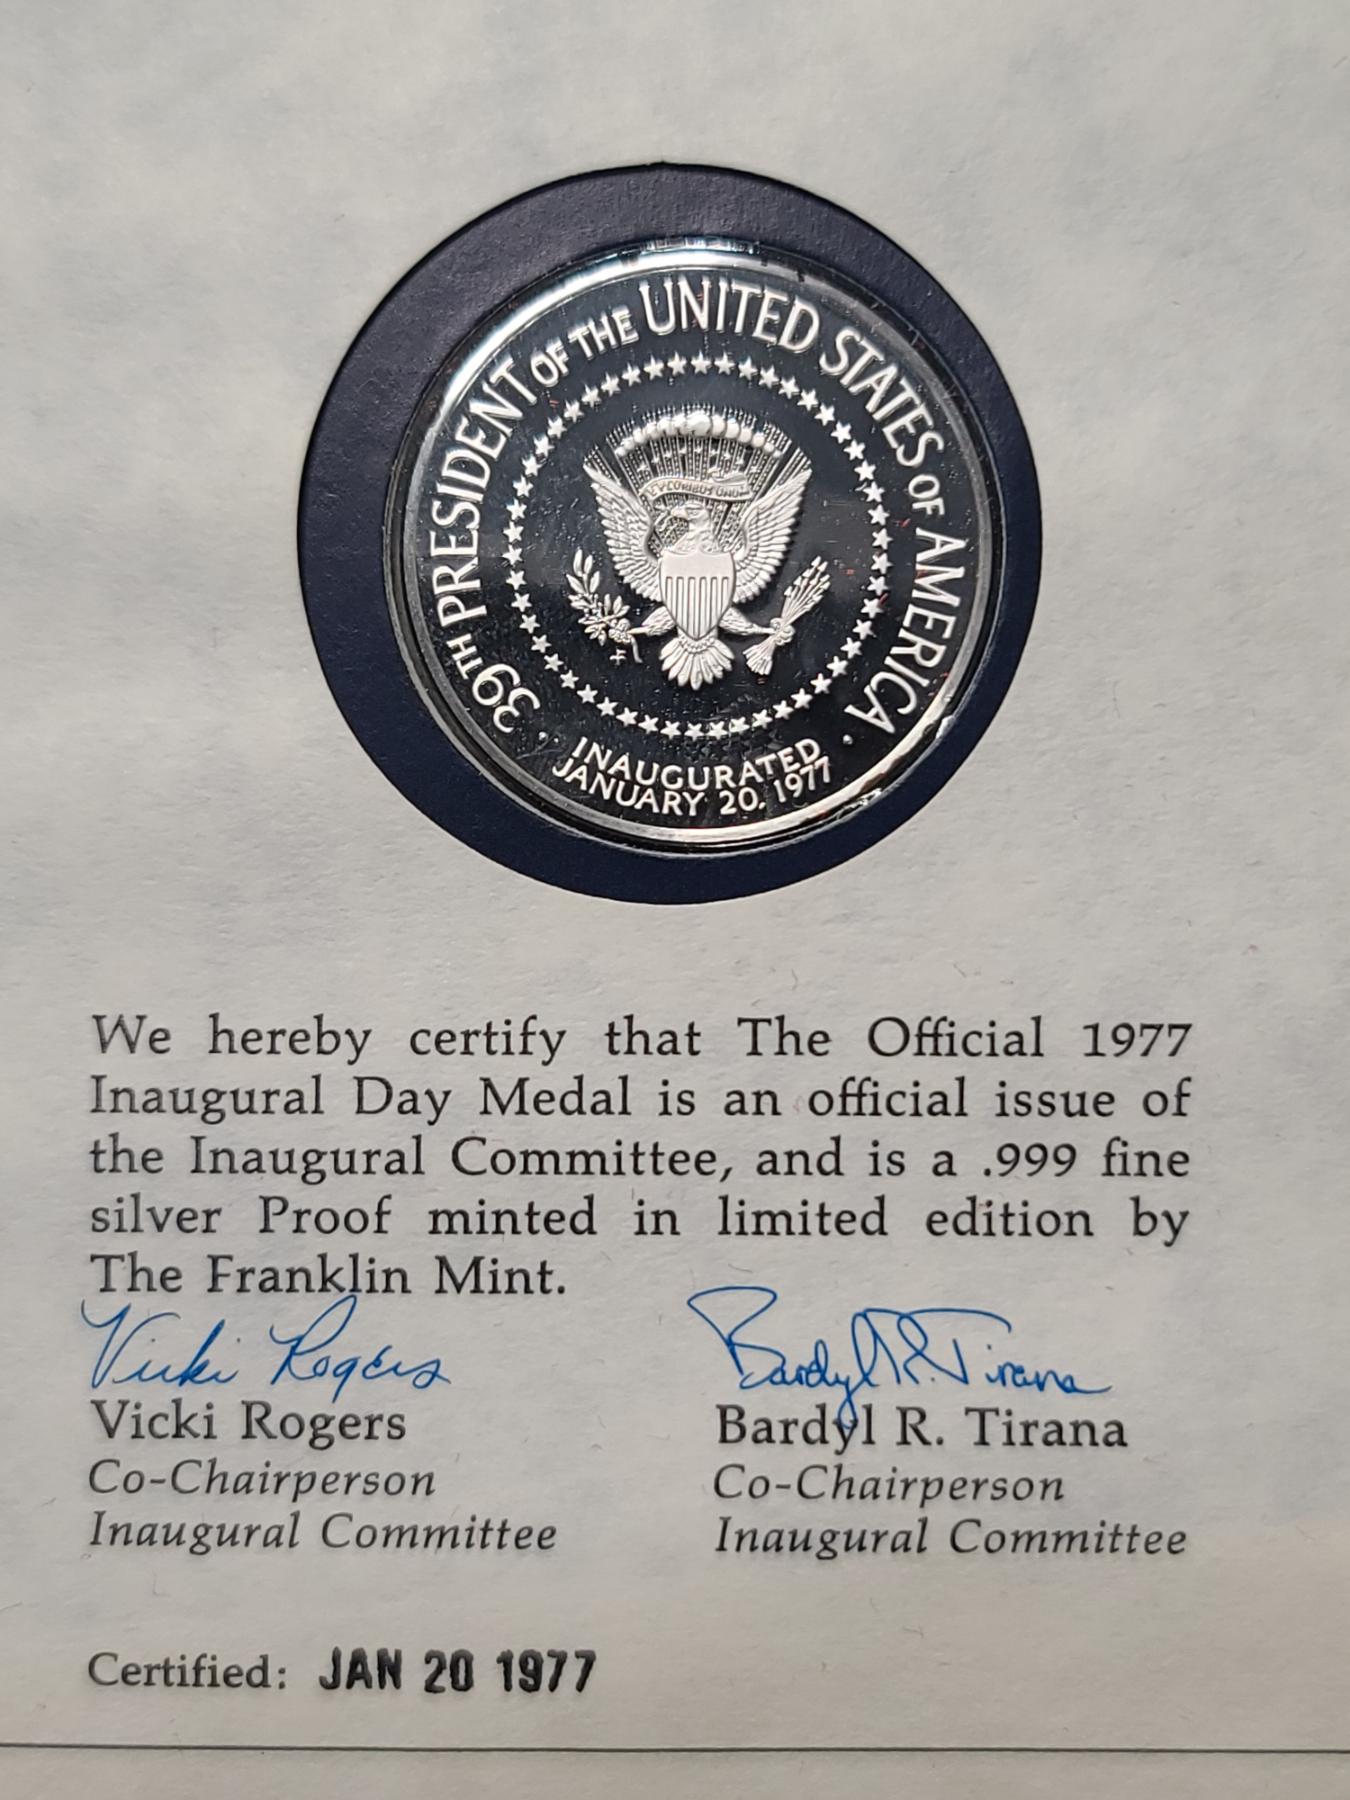 39TH PRESIDENT OF THE UNITED STATES OF AMERICA
E PLURIBUS UNUM
INAUGURATED
JANUARY 20, 1977
We hereby certify that The Official 1977
Inaugural Day Medal is an official issue of
the Inaugural Committee, and is a .999 fine
silver Proof minted in limited edition by
The Franklin Mint.
Vicki Rogers Bardyl R. Tirana
Vicki Rogers Bardyl R. Tirana
Co-Chairperson Co-Chairperson
Inaugural Committee Inaugural Committee
Certified: JAN 20 1977